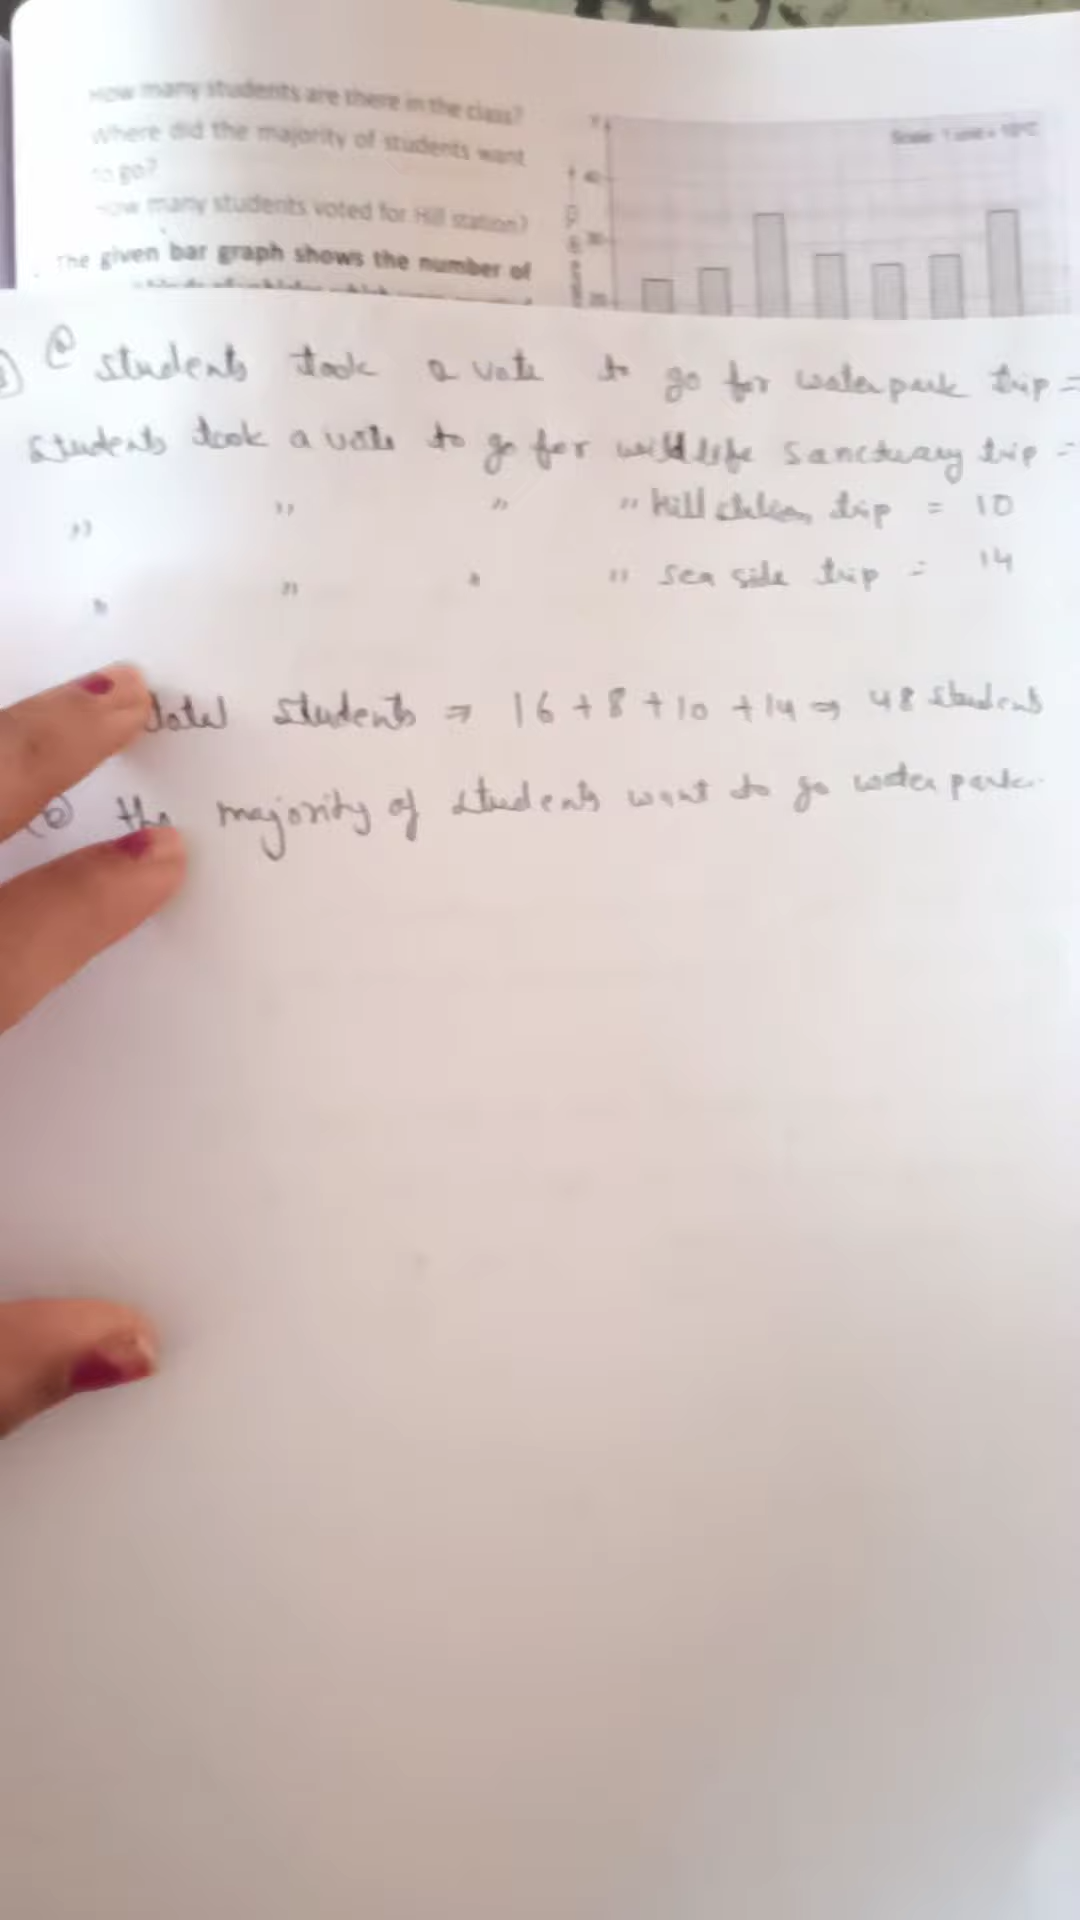 How many students are there in the class?
Where did the majority of students want
to go?
How many students voted for Hill station?
The given bar graph shows the number of
Scale: 1 unit = 10°C
Y
40
30
20
@ students took a vote to go for waterpark trip =
Students took a vote to go for wildlife Sanctuary trip =
" " " " hill station trip = 10
" " " " sea side trip = 14
Total students ⇒ 16 + 8 + 10 + 14 ⇒ 48 student
(b) the majority of students want to go water park.